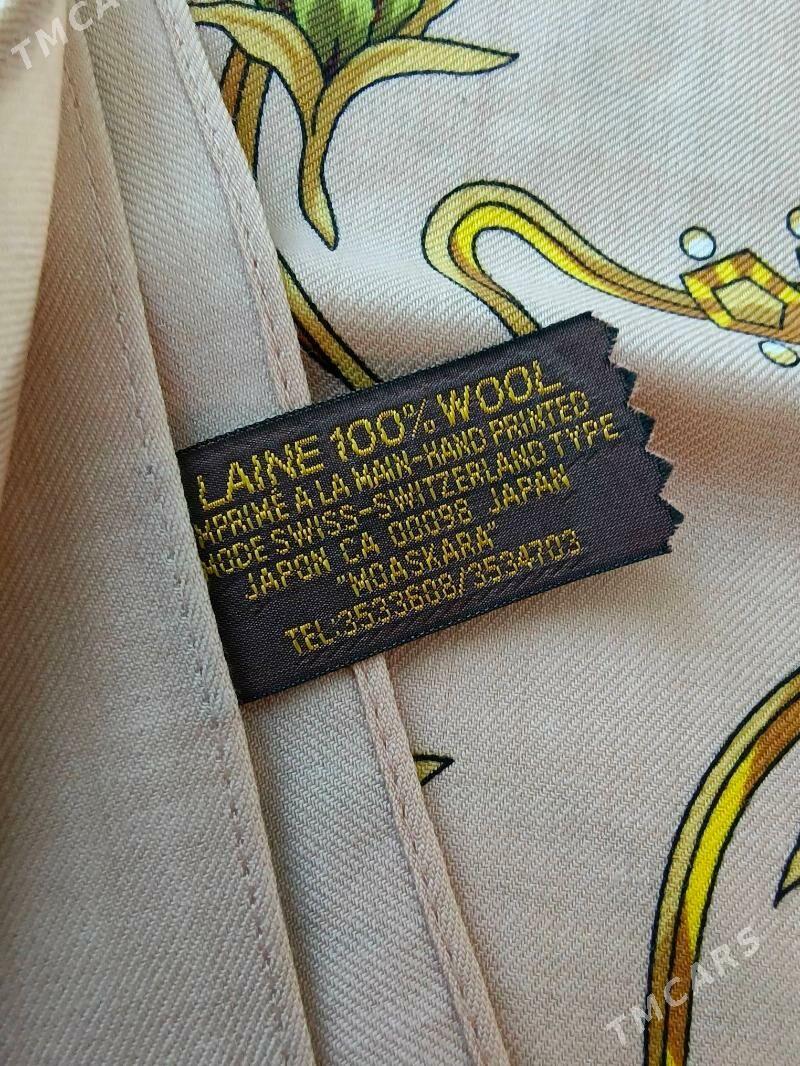 TMCARS
LAINE 100% WOOL
MPRIMÉ A LA MAIN-HAND PRINTED
MODE SWISS-SWITZERLAND TYPE
JAPON CA 00098 JAPAN
"MOASKARA"
TEL:3533608/3534703
TMCARS